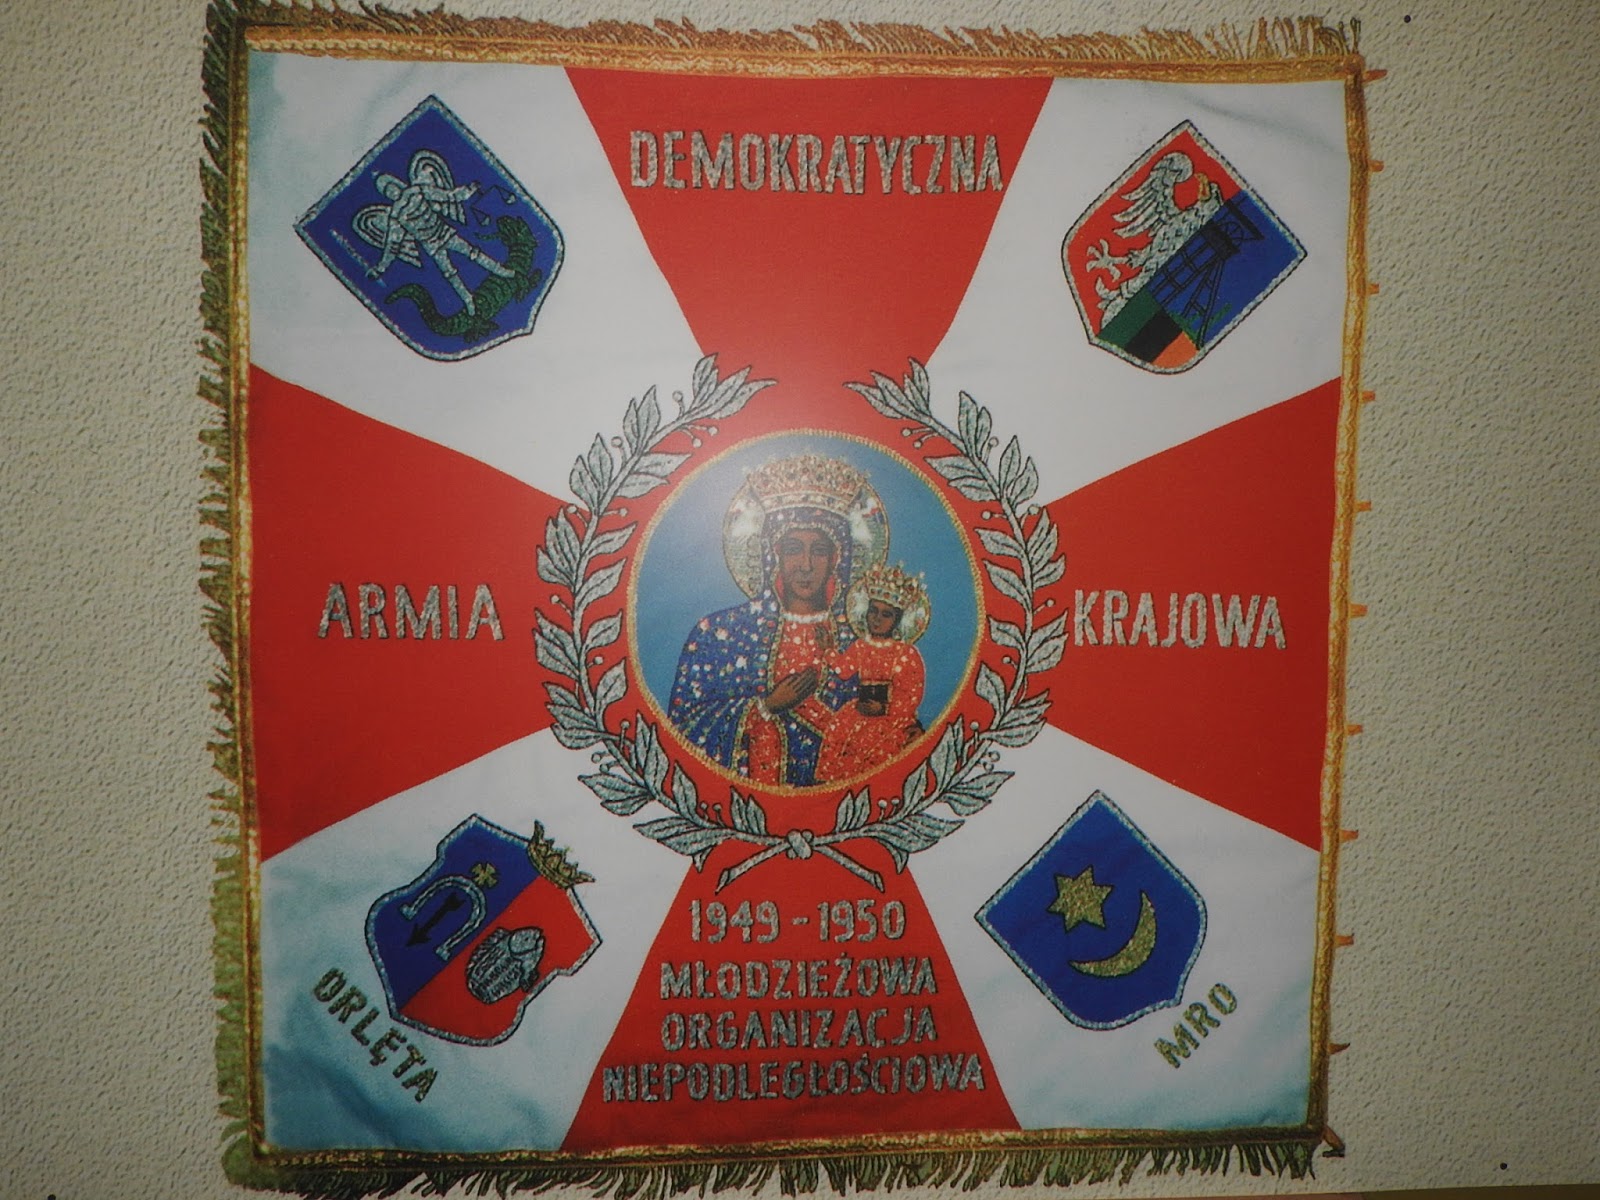 DEMOKRATYCZNA
ARMIA
KRAJOWA
1949 - 1950
MŁODZIEŻOWA
ORGANIZACJA
NIEPODLEGŁOŚCIOWA
ORLĘTA
MRO